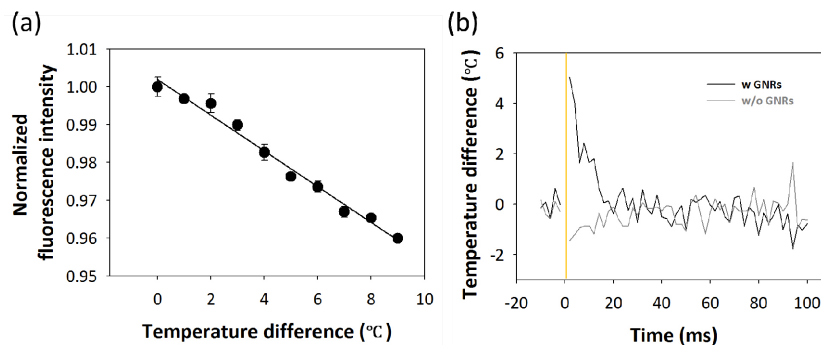 (a)
Normalized
fluorescence intensity
1.01
1.00
0.99
0.98
0.97
0.96
0.95
0
2
4
6
8
10
Temperature difference (℃)
(b)
Temperature difference (℃)
6
4
2
0
-2
w GNRs
w/o GNRs
-20
0
20
40
60
80
100
Time (ms)